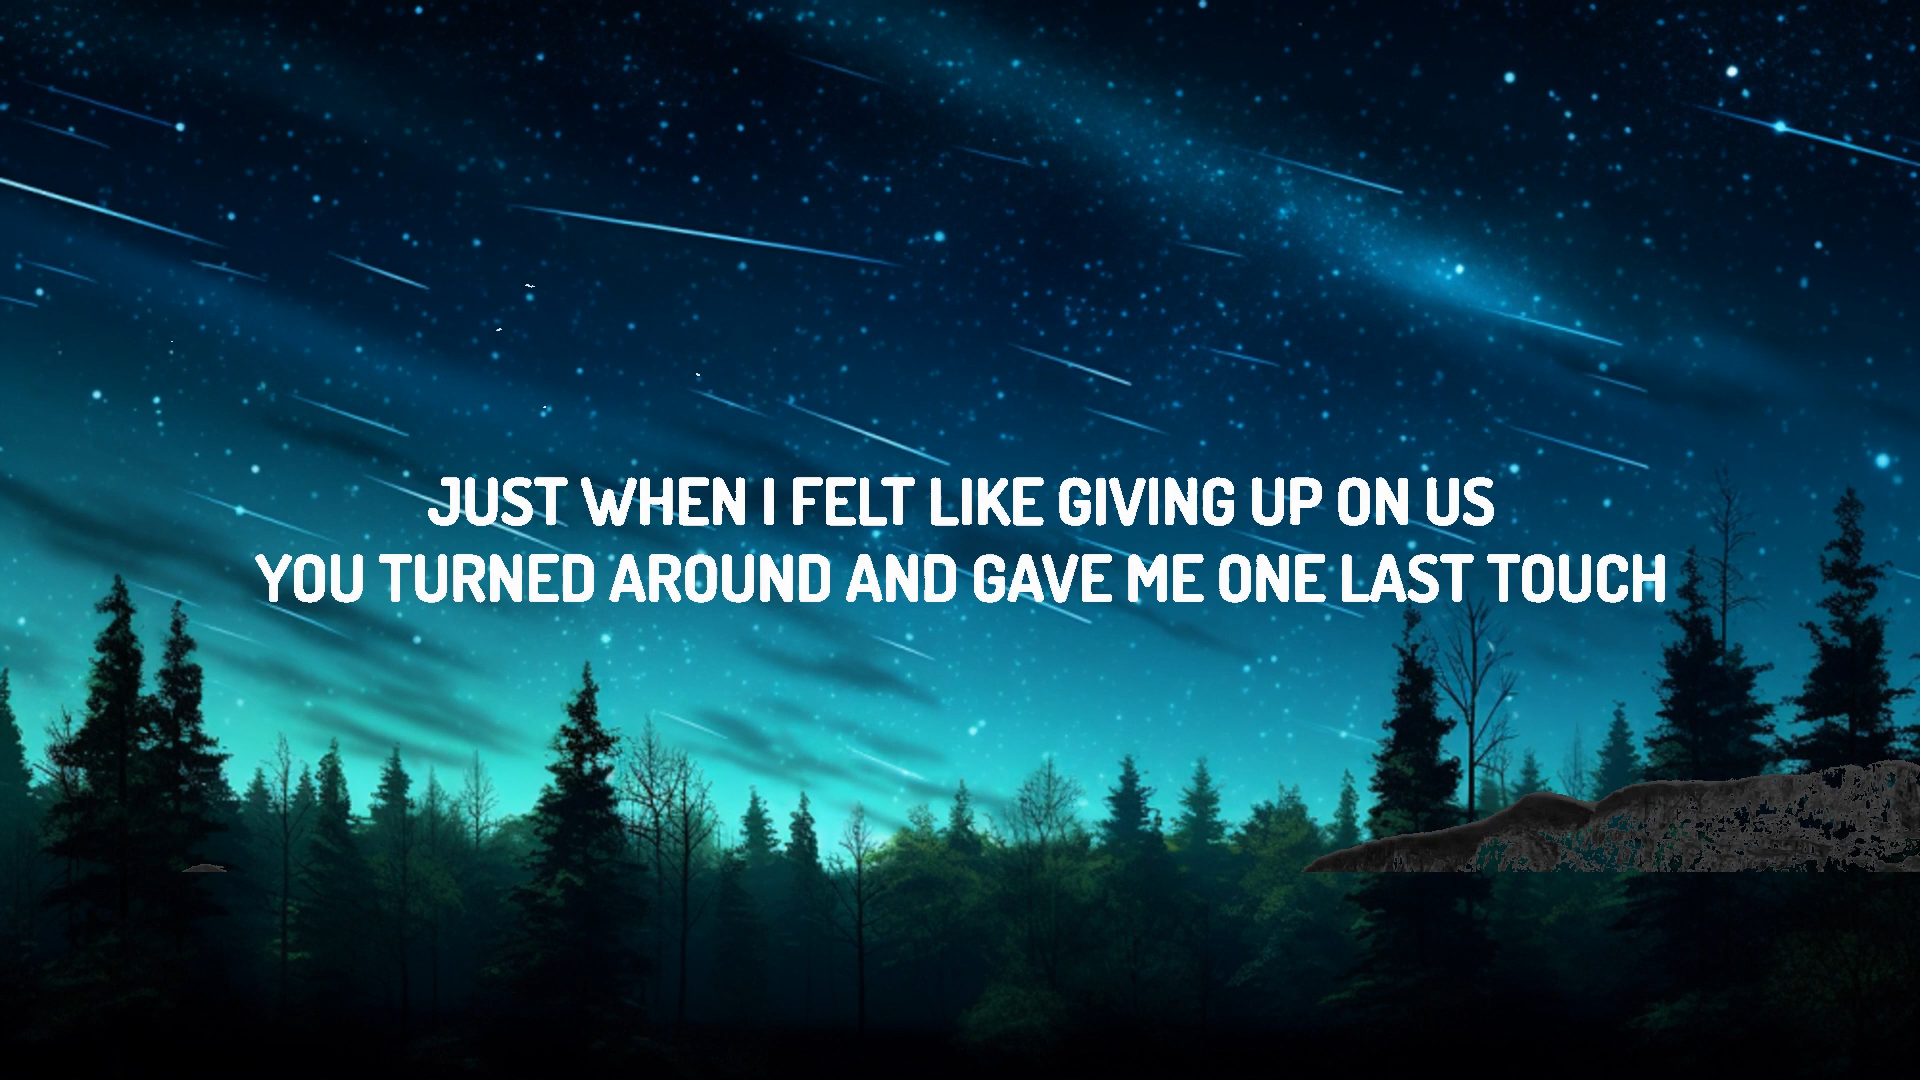 JUST WHEN I FELT LIKE GIVING UP ON US
YOU TURNED AROUND AND GAVE ME ONE LAST TOUCH